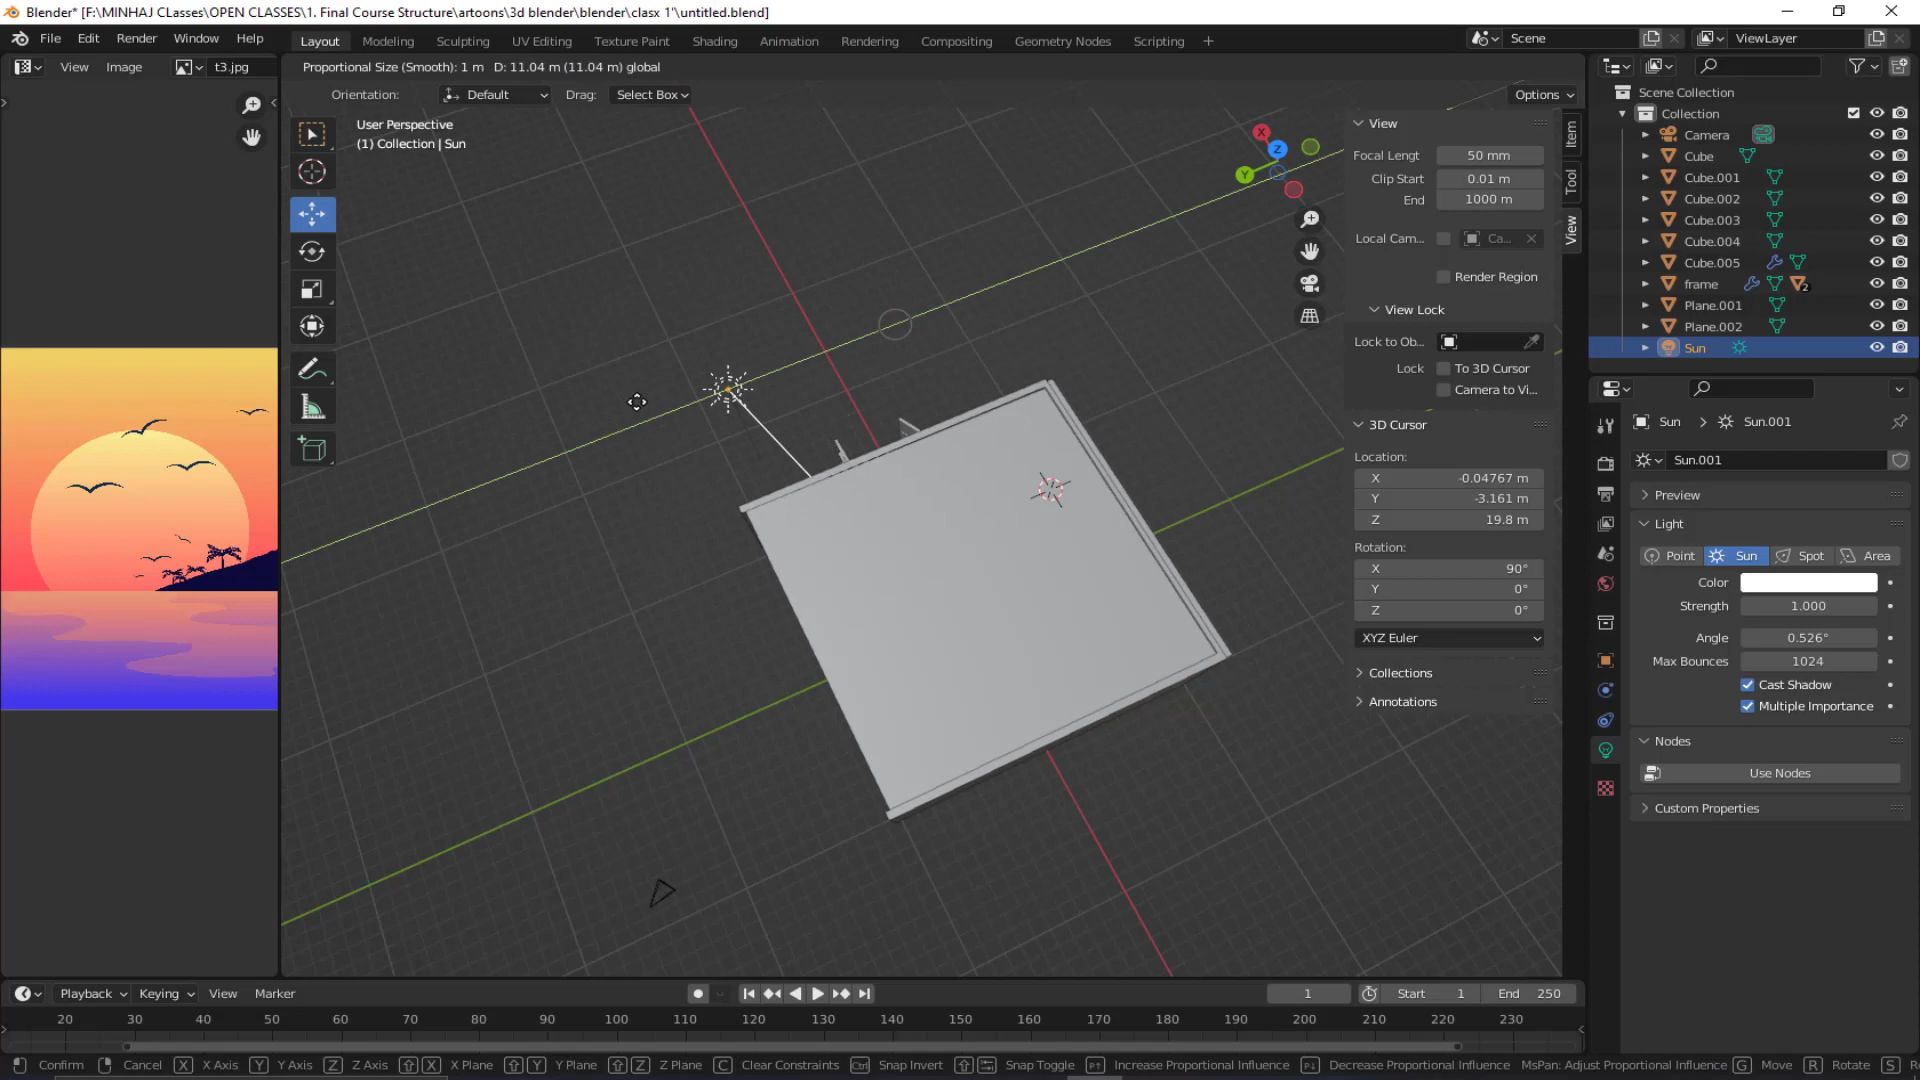 Blender* [F:\MINHAJ CLasses\OPEN CLASSES\1. Final Course Structure\artoons\3d blender\blender\clasx 1"\untitled.blend]
File Edit Render Window Help
Layout Modeling Sculpting UV Editing Texture Paint Shading Animation Rendering Compositing Geometry Nodes Scripting +
Scene
ViewLayer
View Image t3.jpg
Proportional Size (Smooth): 1 m D: 11.04 m (11.04 m) global
Orientation: Default Drag: Select Box
Options
User Perspective
(1) Collection | Sun
X
Z
Y
View
Focal Lengt 50 mm
Clip Start 0.01 m
End 1000 m
Local Cam... Ca...
Render Region
View Lock
Lock to Ob...
Lock To 3D Cursor
Camera to Vi...
3D Cursor
Location:
X -0.04767 m
Y -3.161 m
Z 19.8 m
Rotation:
X 90°
Y 0°
Z 0°
XYZ Euler
Collections
Annotations
Item
Tool
View
Scene Collection
Collection
Camera
Cube
Cube.001
Cube.002
Cube.003
Cube.004
Cube.005
frame 2
Plane.001
Plane.002
Sun
Sun > Sun.001
Sun.001
Preview
Light
Point Sun Spot Area
Color
Strength 1.000
Angle 0.526°
Max Bounces 1024
Cast Shadow
Multiple Importance
Nodes
Use Nodes
Custom Properties
Playback Keying View Marker
1 Start 1 End 250
20 30 40 50 60 70 80 90 100 110 120 130 140 150 160 170 180 190 200 210 220 230
Confirm Cancel X X Axis Y Y Axis Z Z Axis X X Plane Y Y Plane Z Z Plane C Clear Constraints Ctrl Snap Invert Snap Toggle Increase Proportional Influence Decrease Proportional Influence MsPan: Adjust Proportional Influence G Move R Rotate S